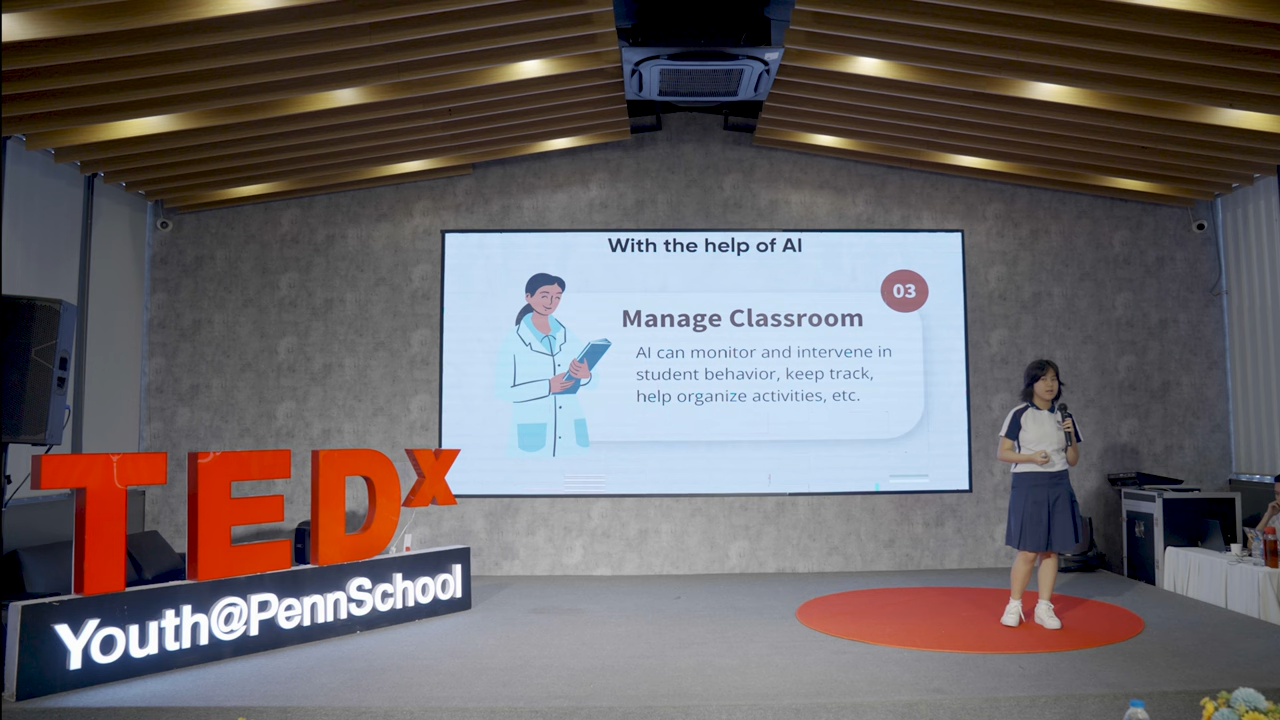 With the help of AI
03
Manage Classroom
AI can monitor and intervene in
student behavior, keep track,
help organize activities, etc.
TEDx
Youth@PennSchool